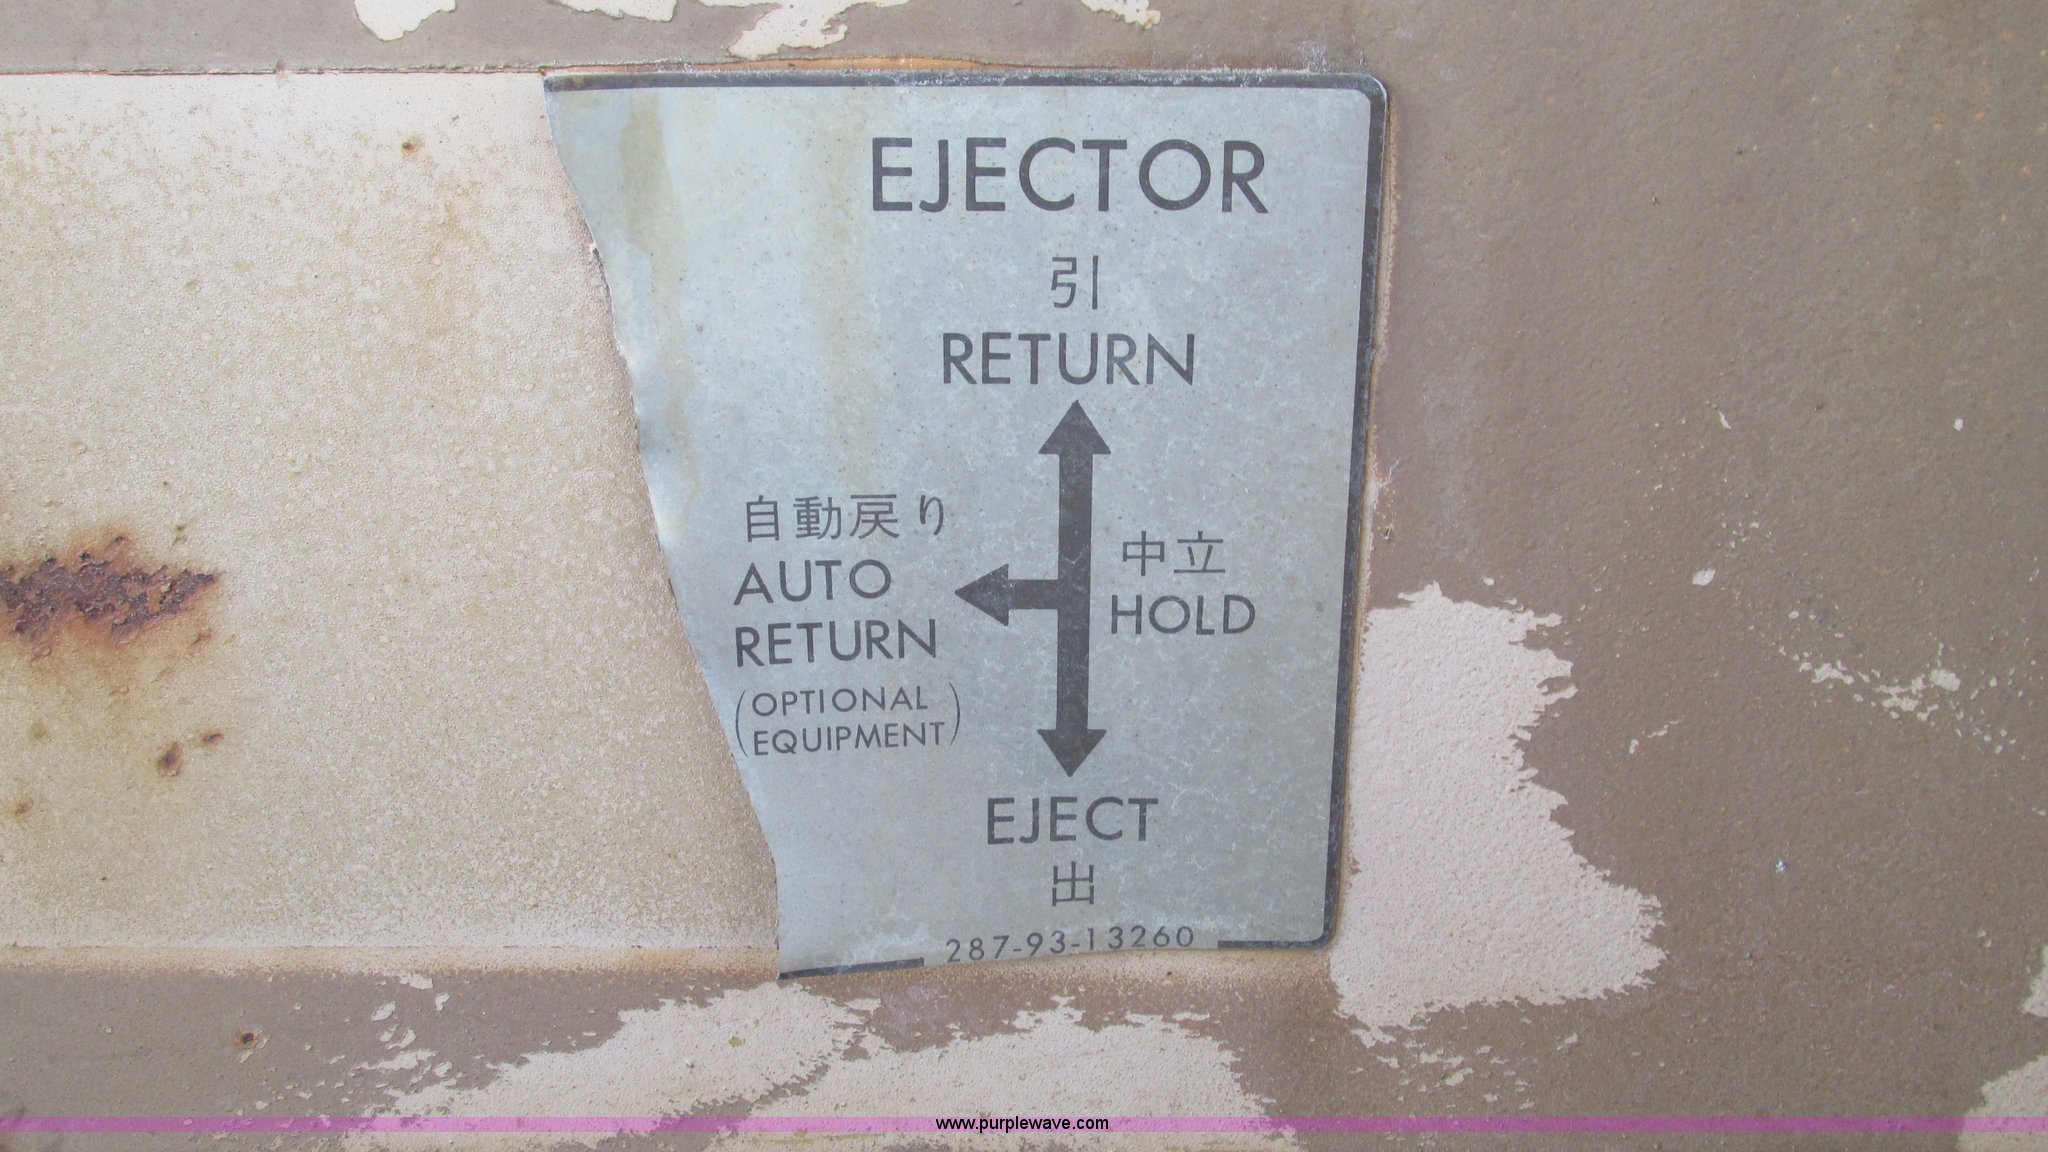 EJECTOR
引
RETURN
自動戻り
AUTO
RETURN
(OPTIONAL
EQUIPMENT)
中立
HOLD
EJECT
出
287-93-13260
www.purplewave.com